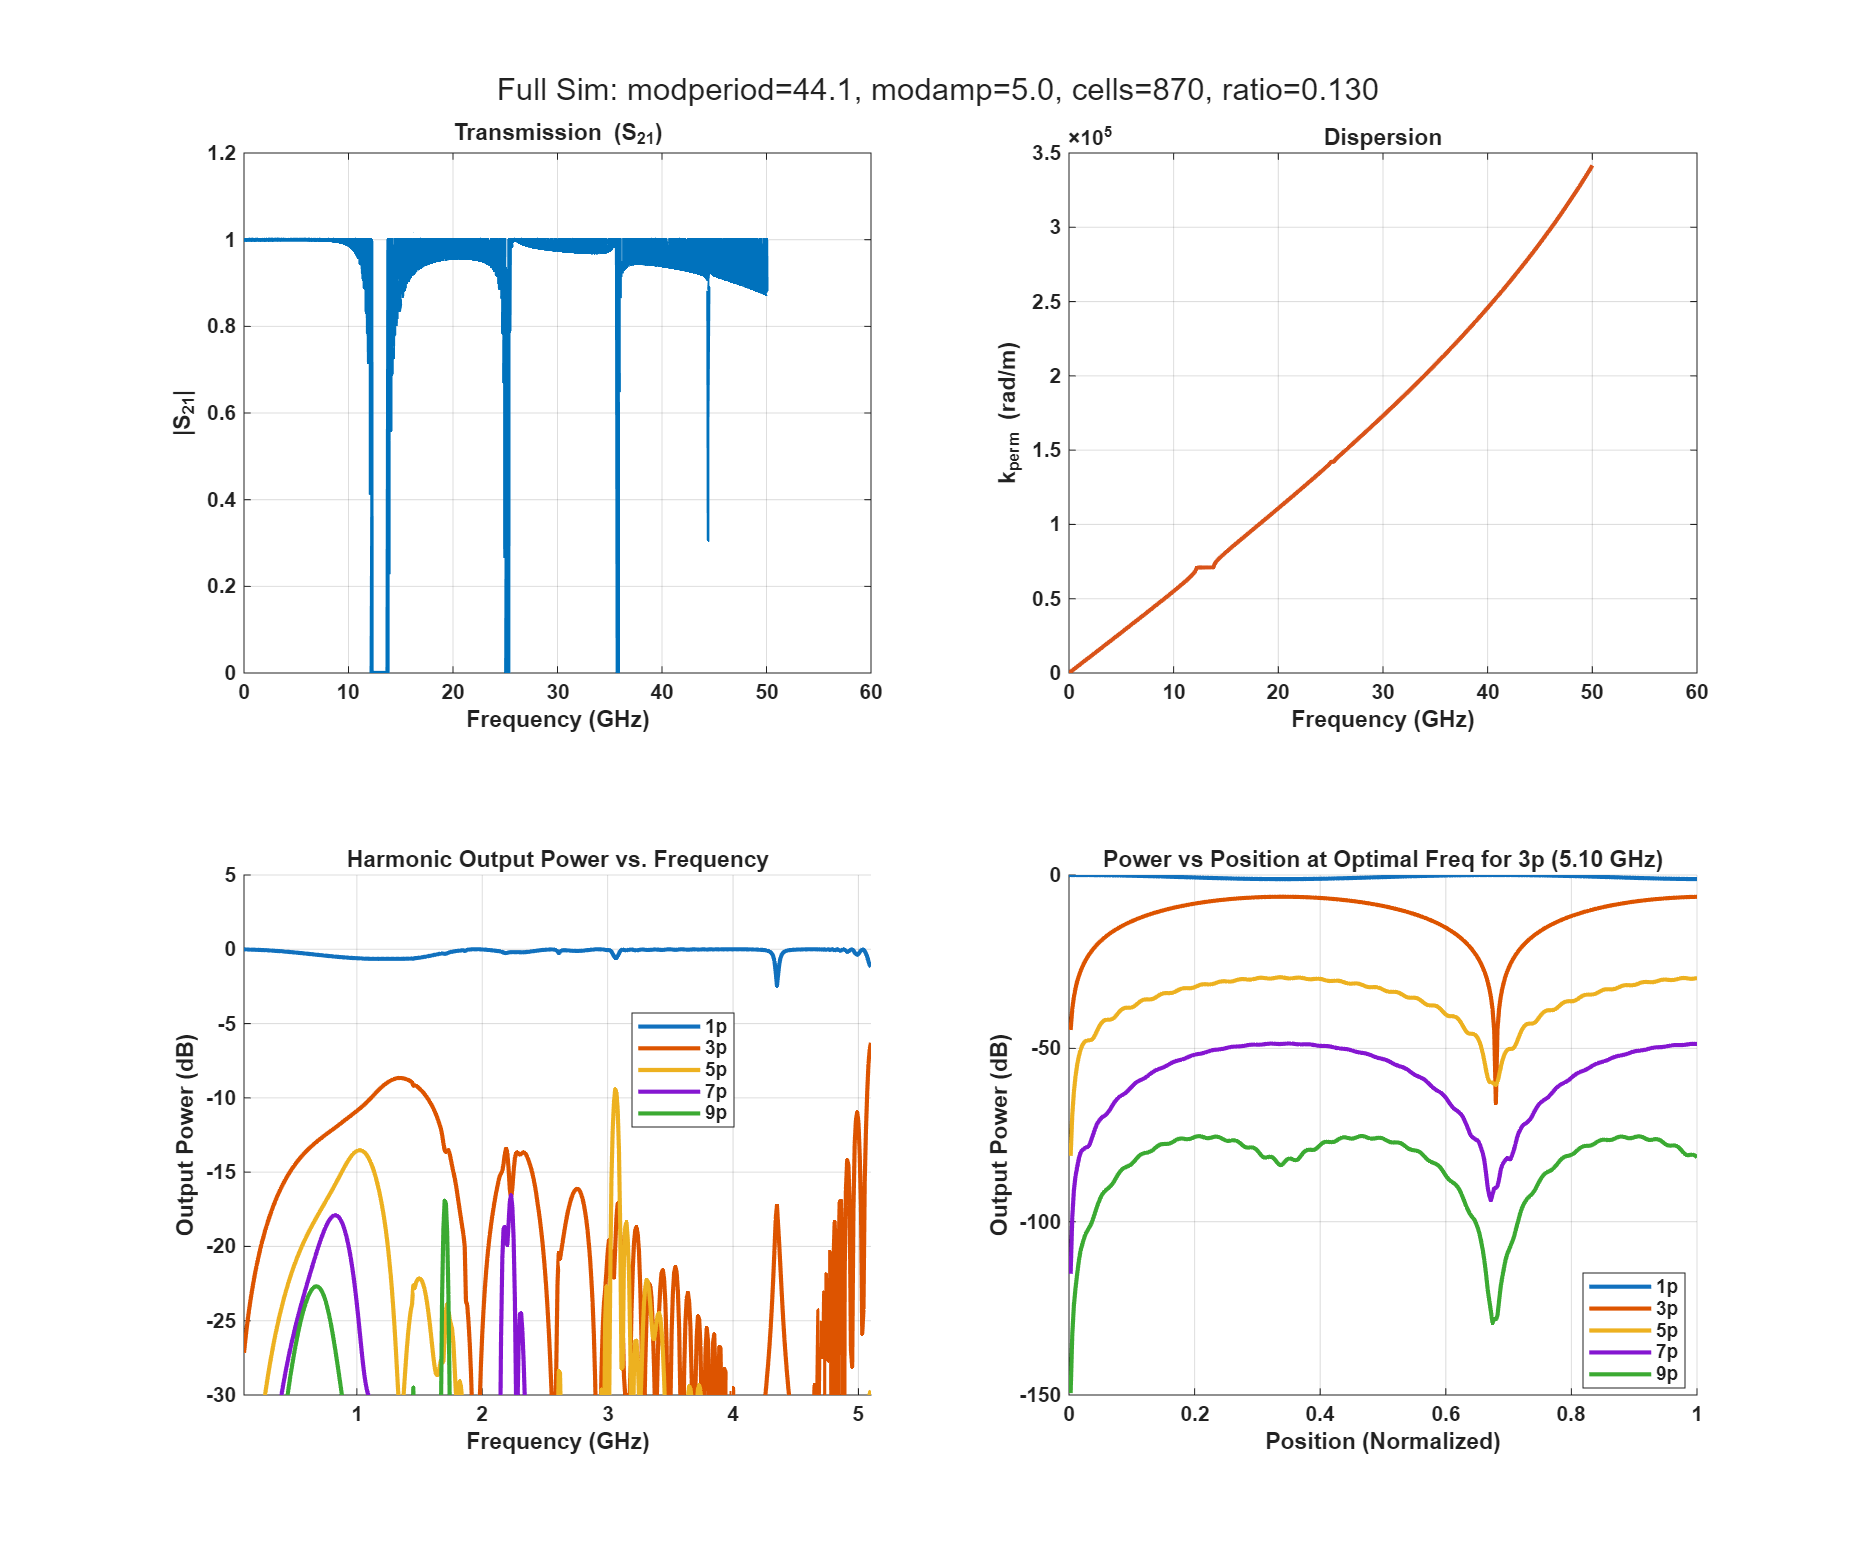 Full Sim: modperiod=44.1, modamp=5.0, cells=870, ratio=0.130
Transmission (S21)
1.2
1
0.8
0.6
0.4
0.2
0
0 10 20 30 40 50 60
|S21|
Frequency (GHz)
Dispersion
×10⁵
3.5
3
2.5
2
1.5
1
0.5
0
0 10 20 30 40 50 60
kperm (rad/m)
Frequency (GHz)
Harmonic Output Power vs. Frequency
5
0
-5
-10
-15
-20
-25
-30
1 2 3 4 5
Output Power (dB)
Frequency (GHz)
1p
3p
5p
7p
9p
Power vs Position at Optimal Freq for 3p (5.10 GHz)
0
-50
-100
-150
0 0.2 0.4 0.6 0.8 1
Output Power (dB)
Position (Normalized)
1p
3p
5p
7p
9p